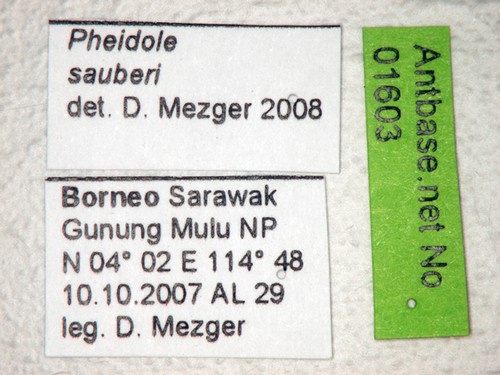 Pheidole
sauberi
det. D. Mezger 2008
Borneo Sarawak
Gunung Mulu NP
N 04° 02 E 114° 48
10.10.2007 AL 29
leg. D. Mezger
Antbase.net No
01603